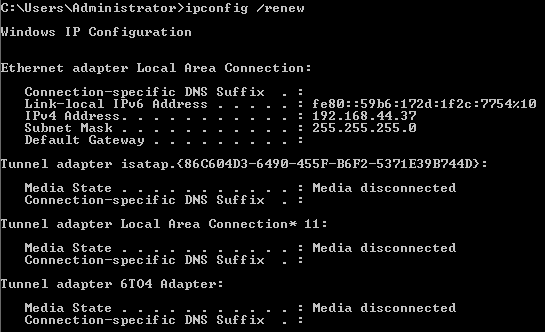 C:\Users\Administrator>ipconfig /renew
Windows IP Configuration
Ethernet adapter Local Area Connection:
   Connection-specific DNS Suffix  . :
   Link-local IPv6 Address . . . . . : fe80::59b6:172d:1f2c:7754%10
   IPv4 Address. . . . . . . . . . . : 192.168.44.37
   Subnet Mask . . . . . . . . . . . : 255.255.255.0
   Default Gateway . . . . . . . . . :
Tunnel adapter isatap.{86C604D3-6490-455F-B6F2-5371E39B744D}:
   Media State . . . . . . . . . . . : Media disconnected
   Connection-specific DNS Suffix  . :
Tunnel adapter Local Area Connection* 11:
   Media State . . . . . . . . . . . : Media disconnected
   Connection-specific DNS Suffix  . :
Tunnel adapter 6TO4 Adapter:
   Media State . . . . . . . . . . . : Media disconnected
   Connection-specific DNS Suffix  . :